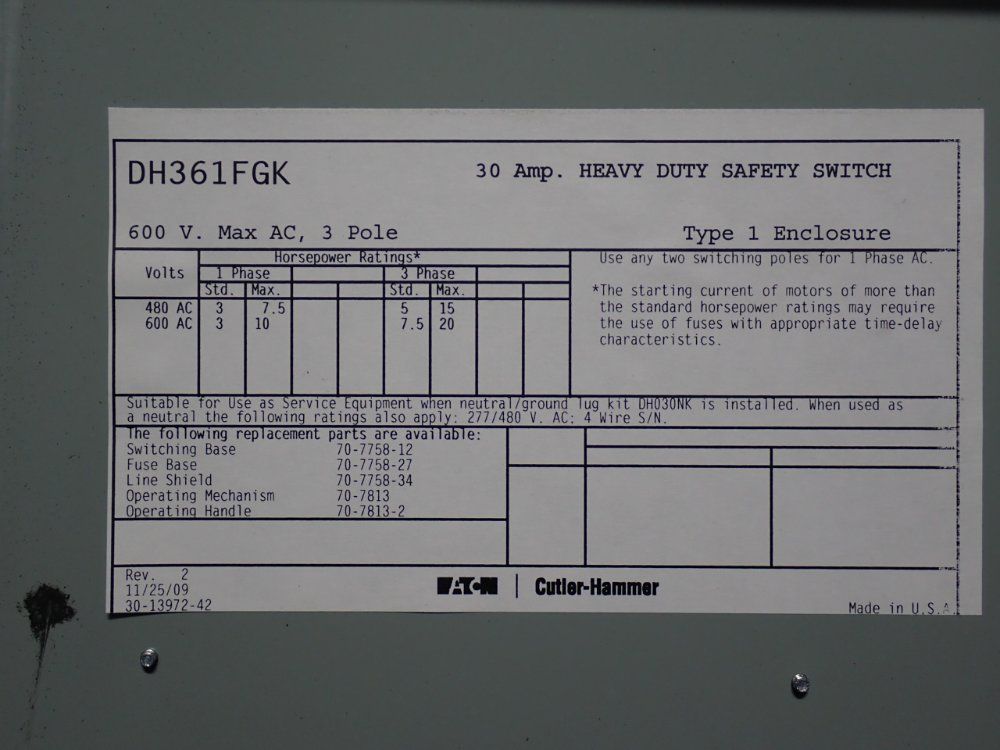 DH361FGK 30 Amp. HEAVY DUTY SAFETY SWITCH
600 V. Max AC, 3 Pole Type 1 Enclosure
Horsepower Ratings*
Volts 1 Phase 3 Phase
Std. Max. Std. Max.
480 AC 3 7.5 5 15
600 AC 3 10 7.5 20
Use any two switching poles for 1 Phase AC.
*The starting current of motors of more than
the standard horsepower ratings may require
the use of fuses with appropriate time-delay
characteristics.
Suitable for Use as Service Equipment when neutral/ground lug kit DH030NK is installed. When used as
a neutral the following ratings also apply: 277/480 V. AC; 4 Wire S/N.
The following replacement parts are available:
Switching Base 70-7758-12
Fuse Base 70-7758-27
Line Shield 70-7758-34
Operating Mechanism 70-7813
Operating Handle 70-7813-2
Rev. 2
11/25/09
30-13972-42
EATON | Cutler-Hammer
Made in U.S.A.